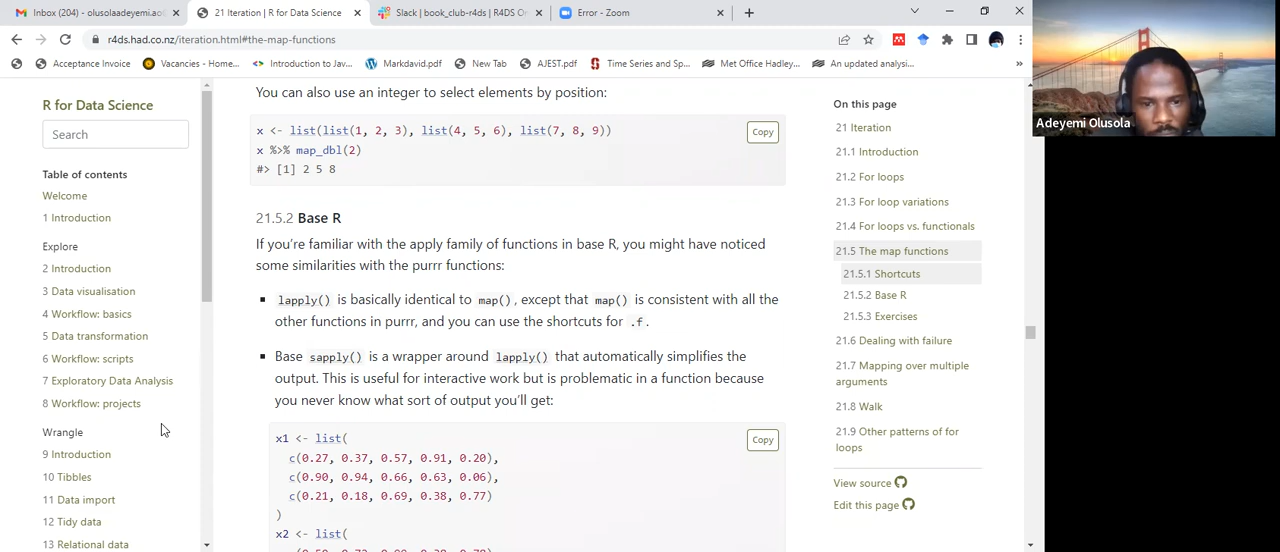 Inbox (204) - olusolaadeyemi.ao
21 Iteration | R for Data Science
Slack | book_club-r4ds | R4DS On
Error - Zoom
r4ds.had.co.nz/iteration.html#the-map-functions
Acceptance Invoice
Vacancies - Home...
Introduction to Jav...
Markdavid.pdf
New Tab
AJEST.pdf
Time Series and Sp...
Met Office Hadley...
An updated analysi...
R for Data Science
Search
Table of contents
Welcome
1 Introduction
Explore
2 Introduction
3 Data visualisation
4 Workflow: basics
5 Data transformation
6 Workflow: scripts
7 Exploratory Data Analysis
8 Workflow: projects
Wrangle
9 Introduction
10 Tibbles
11 Data import
12 Tidy data
13 Relational data
You can also use an integer to select elements by position:
x <- list(list(1, 2, 3), list(4, 5, 6), list(7, 8, 9))
x %>% map_dbl(2)
#> [1] 2 5 8
Copy
21.5.2 Base R
If you’re familiar with the apply family of functions in base R, you might have noticed
some similarities with the purrr functions:
lapply() is basically identical to map(), except that map() is consistent with all the
other functions in purrr, and you can use the shortcuts for .f.
Base sapply() is a wrapper around lapply() that automatically simplifies the
output. This is useful for interactive work but is problematic in a function because
you never know what sort of output you’ll get:
x1 <- list(
c(0.27, 0.37, 0.57, 0.91, 0.20),
c(0.90, 0.94, 0.66, 0.63, 0.06),
c(0.21, 0.18, 0.69, 0.38, 0.77)
)
x2 <- list(
Copy
On this page
21 Iteration
21.1 Introduction
21.2 For loops
21.3 For loop variations
21.4 For loops vs. functionals
21.5 The map functions
21.5.1 Shortcuts
21.5.2 Base R
21.5.3 Exercises
21.6 Dealing with failure
21.7 Mapping over multiple
arguments
21.8 Walk
21.9 Other patterns of for
loops
View source
Edit this page
Adeyemi Olusola